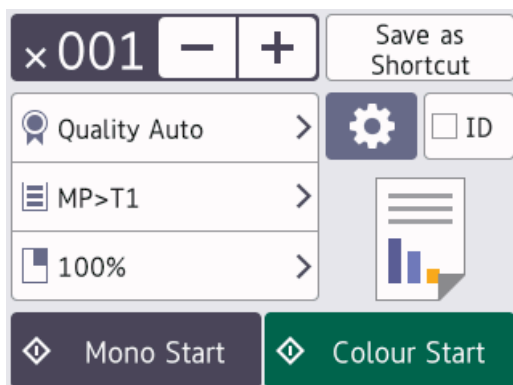 ×001 − +
Save as
Shortcut
Quality Auto
ID
MP>T1
100%
Mono Start
Colour Start